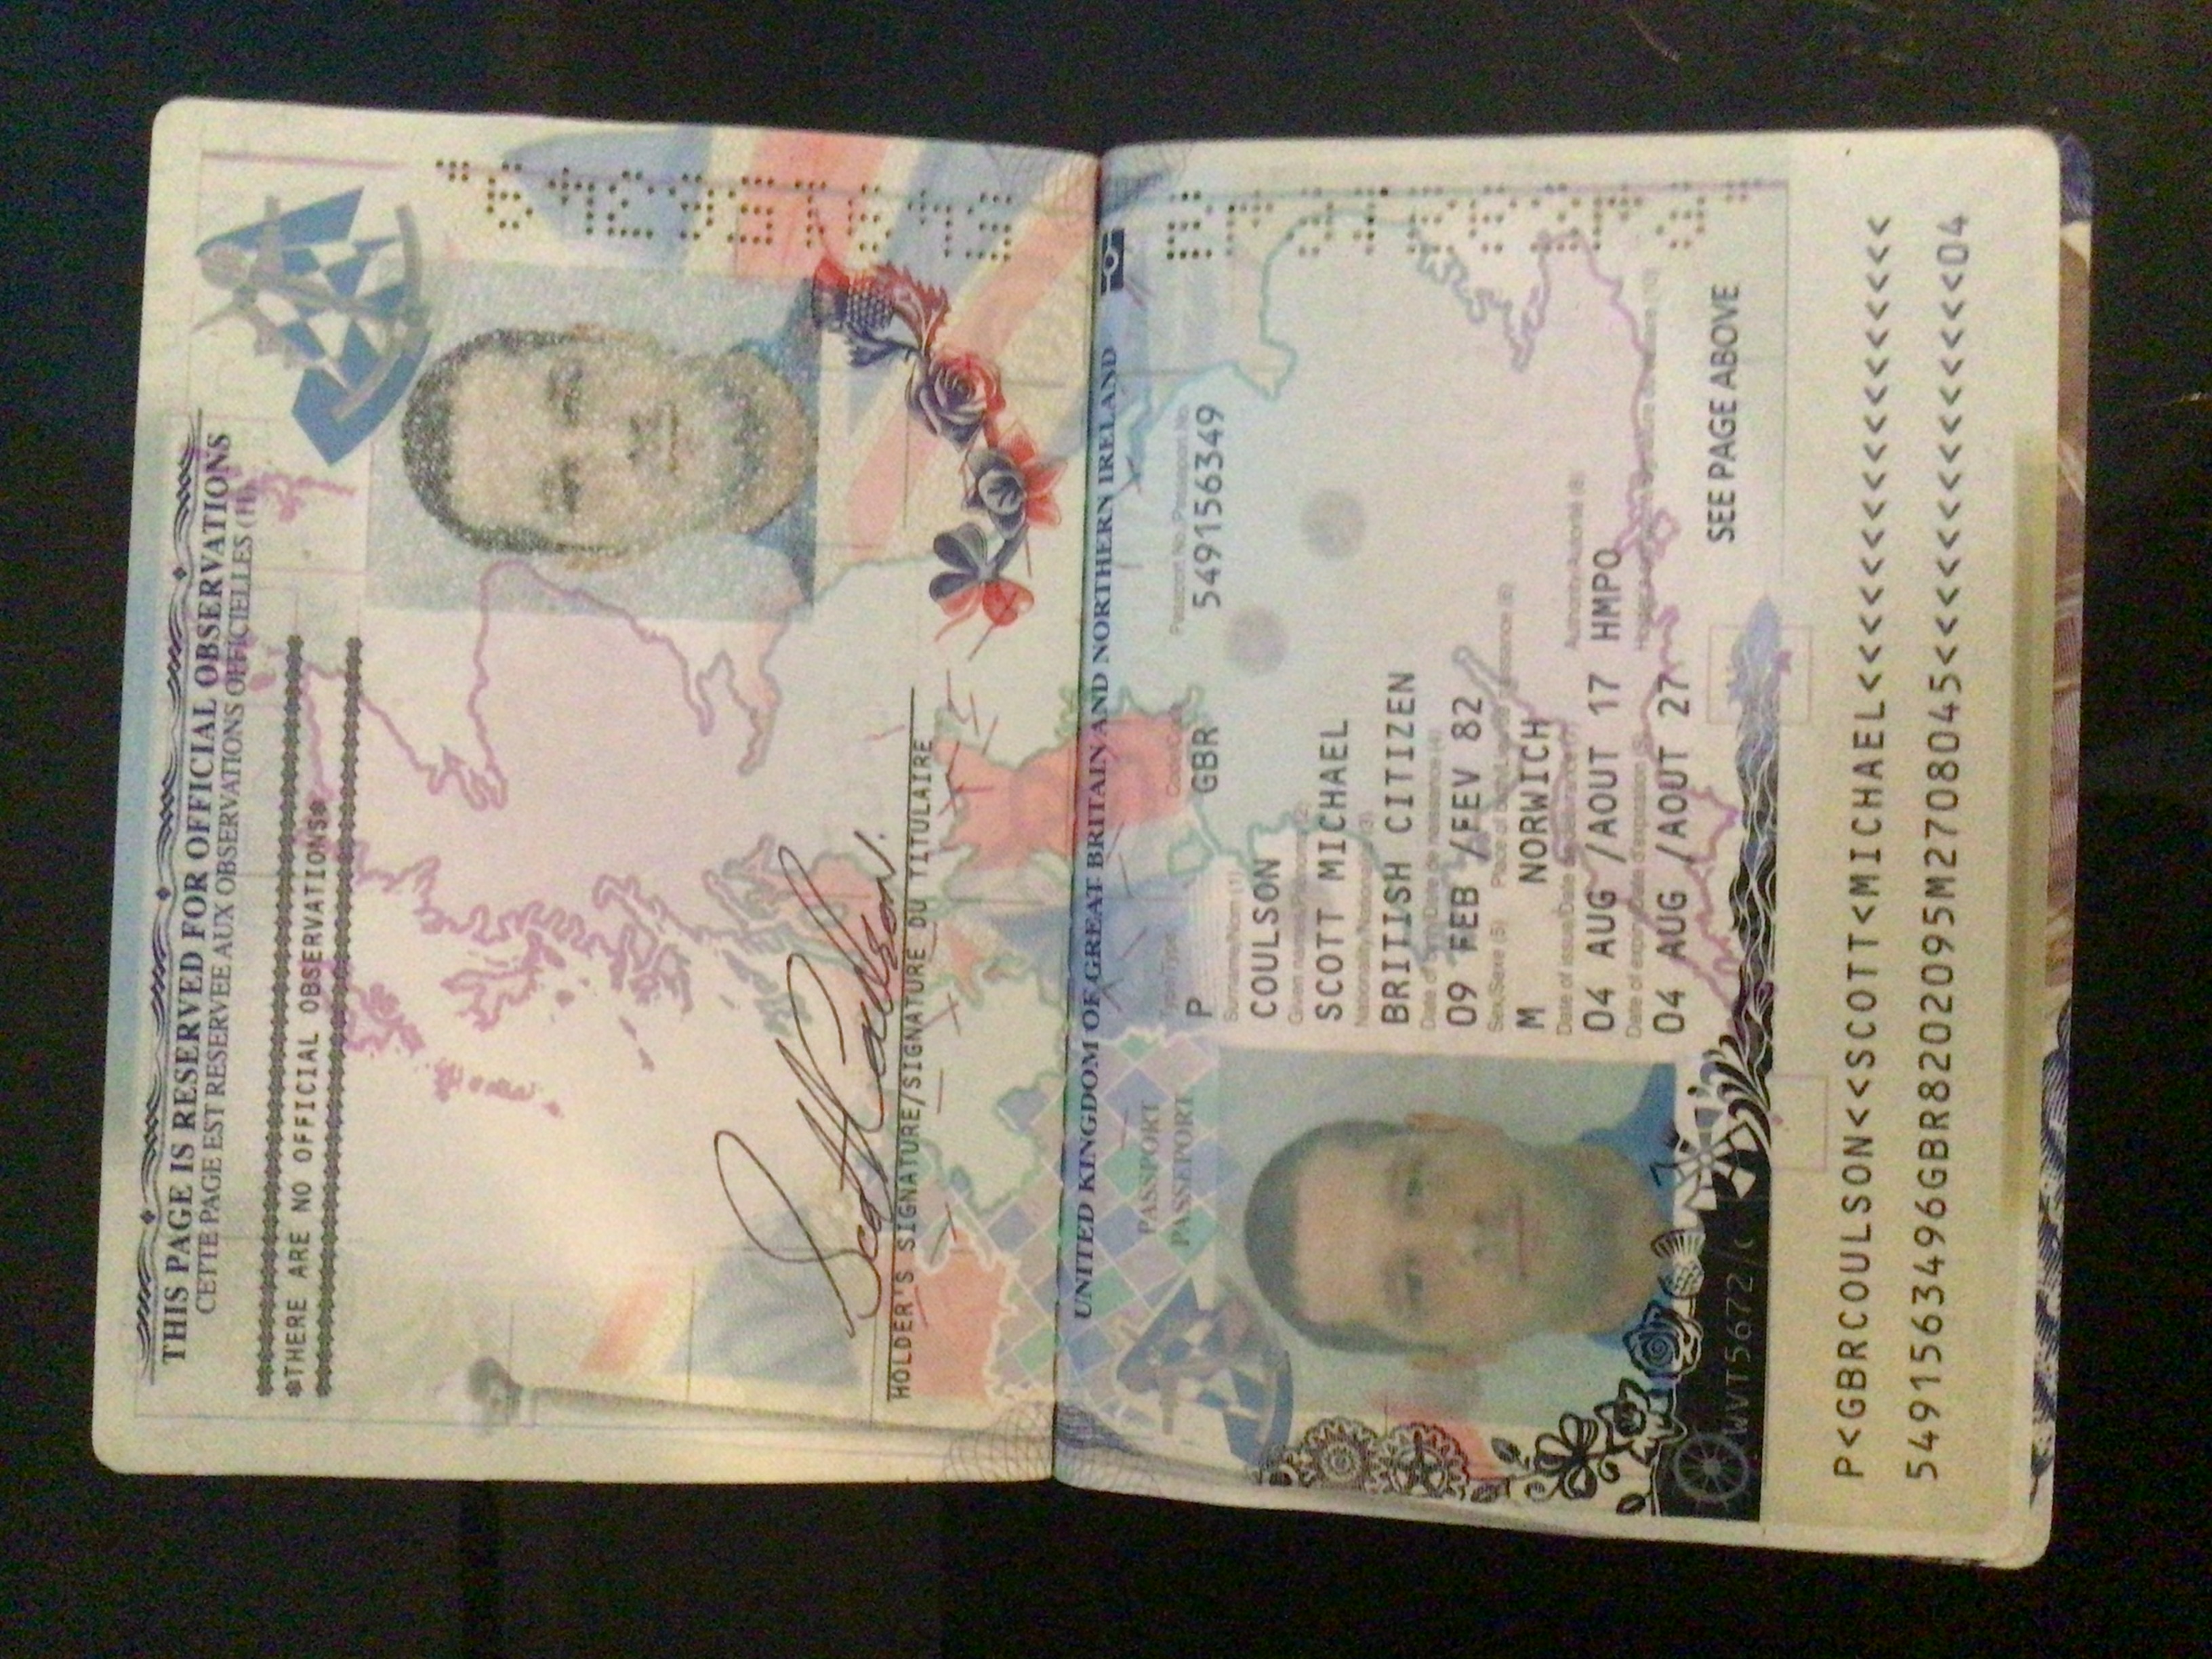 THIS PAGE IS RESERVED FOR OFFICIAL OBSERVATIONS
CETTE PAGE EST RESERVEE AUX OBSERVATIONS OFFICIELLES (11)
*THERE ARE NO OFFICIAL OBSERVATIONS*
Scott Coulson.
HOLDER'S SIGNATURE/SIGNATURE DU TITULAIRE
UNITED KINGDOM OF GREAT BRITAIN AND NORTHERN IRELAND
PASSPORT
PASSEPORT
Type/Type Code/Code Passport No./Passeport No.
P GBR 549156349
Surname/Nom (1)
COULSON
Given names/Prénoms (2)
SCOTT MICHAEL
Nationality/Nationalité (3)
BRITISH CITIZEN
Date of birth/Date de naissance (4)
09 FEB /FEV 82
Sex/Sexe (5) Place of birth/Lieu de naissance (6)
M NORWICH
Date of issue/Date de délivrance (7) Authority/Autorité (8)
04 AUG /AOUT 17 HMPO
Date of expiry/Date d'expiration (9) Holder's signature/Signature du titulaire (10)
04 AUG /AOUT 27
SEE PAGE ABOVE
WVT5672
P<GBRCOULSON<<SCOTT<MICHAEL<<<<<<<<<<<<<<<<<
5491563496GBR8202095M2708045<<<<<<<<<<<<<<04